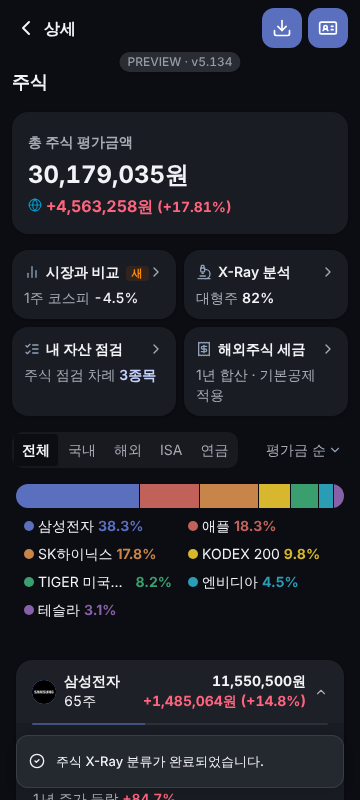 상세
PREVIEW · v5.134
주식
총 주식 평가금액
30,179,035원
+4,563,258원 (+17.81%)
시장과 비교 새
1주 코스피 -4.5%
X-Ray 분석
대형주 82%
내 자산 점검
주식 점검 차례 3종목
해외주식 세금
1년 합산 · 기본공제
적용
전체 국내 해외 ISA 연금 평가금 순
삼성전자 38.3% 애플 18.3%
SK하이닉스 17.8% KODEX 200 9.8%
TIGER 미국... 8.2% 엔비디아 4.5%
테슬라 3.1%
SAMSUNG
삼성전자 11,550,500원
65주 +1,485,064원 (+14.8%)
주식 X-Ray 분류가 완료되었습니다.
1년 주가 등락 +84.7%